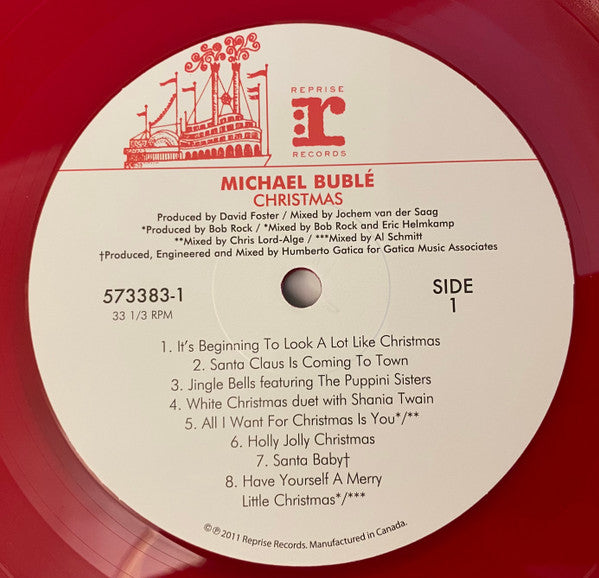 REPRISE
r
RECORDS
MICHAEL BUBLÉ
CHRISTMAS
Produced by David Foster / Mixed by Jochem van der Saag
*Produced by Bob Rock / *Mixed by Bob Rock and Eric Helmkamp
**Mixed by Chris Lord-Alge / ***Mixed by Al Schmitt
†Produced, Engineered and Mixed by Humberto Gatica for Gatica Music Associates
573383-1
33 1/3 RPM
SIDE
1
1. It's Beginning To Look A Lot Like Christmas
2. Santa Claus Is Coming To Town
3. Jingle Bells featuring The Puppini Sisters
4. White Christmas duet with Shania Twain
5. All I Want For Christmas Is You*/**
6. Holly Jolly Christmas
7. Santa Baby†
8. Have Yourself A Merry
Little Christmas*/***
©℗2011 Reprise Records. Manufactured in Canada.